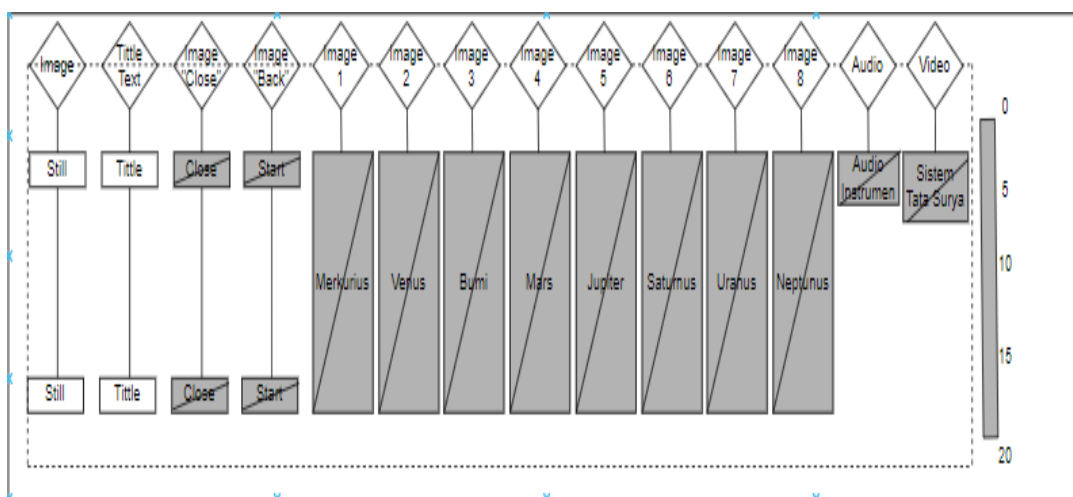 Image
Tittle
Text
Image
"Close"
Image
"Back"
Image
1
Image
2
Image
3
Image
4
Image
5
Image
6
Image
7
Image
8
Audio
Video
0
Still
Tittle
Close
Start
Audio
Instrumen
Sistem
Tata Surya
5
Merkurius
Venus
Bumi
Mars
Jupiter
Saturnus
Uranus
Neptunus
10
15
Still
Tittle
Close
Start
20